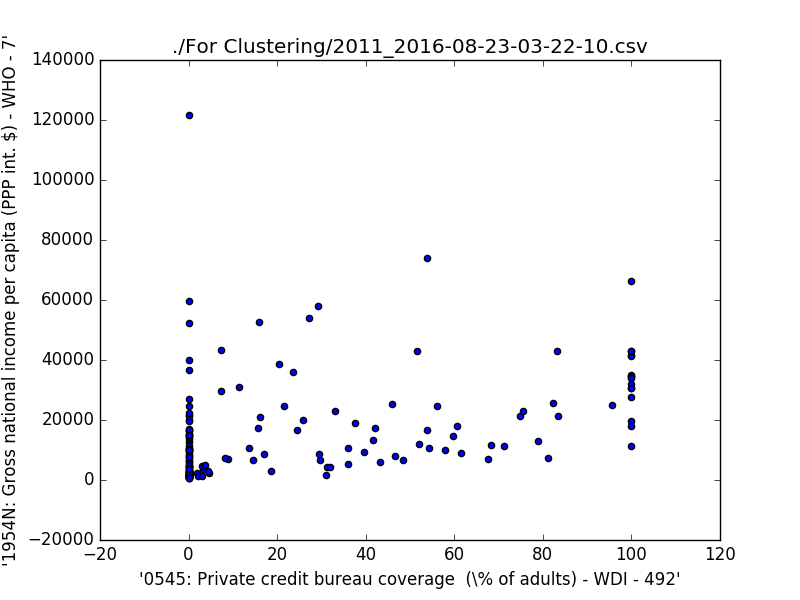 ./For Clustering/2011_2016-08-23-03-22-10.csv
'1954N: Gross national income per capita (PPP int. $) - WHO - 7'
140000
120000
100000
80000
60000
40000
20000
0
−20000
−20 0 20 40 60 80 100 120
'0545: Private credit bureau coverage  (\% of adults) - WDI - 492'